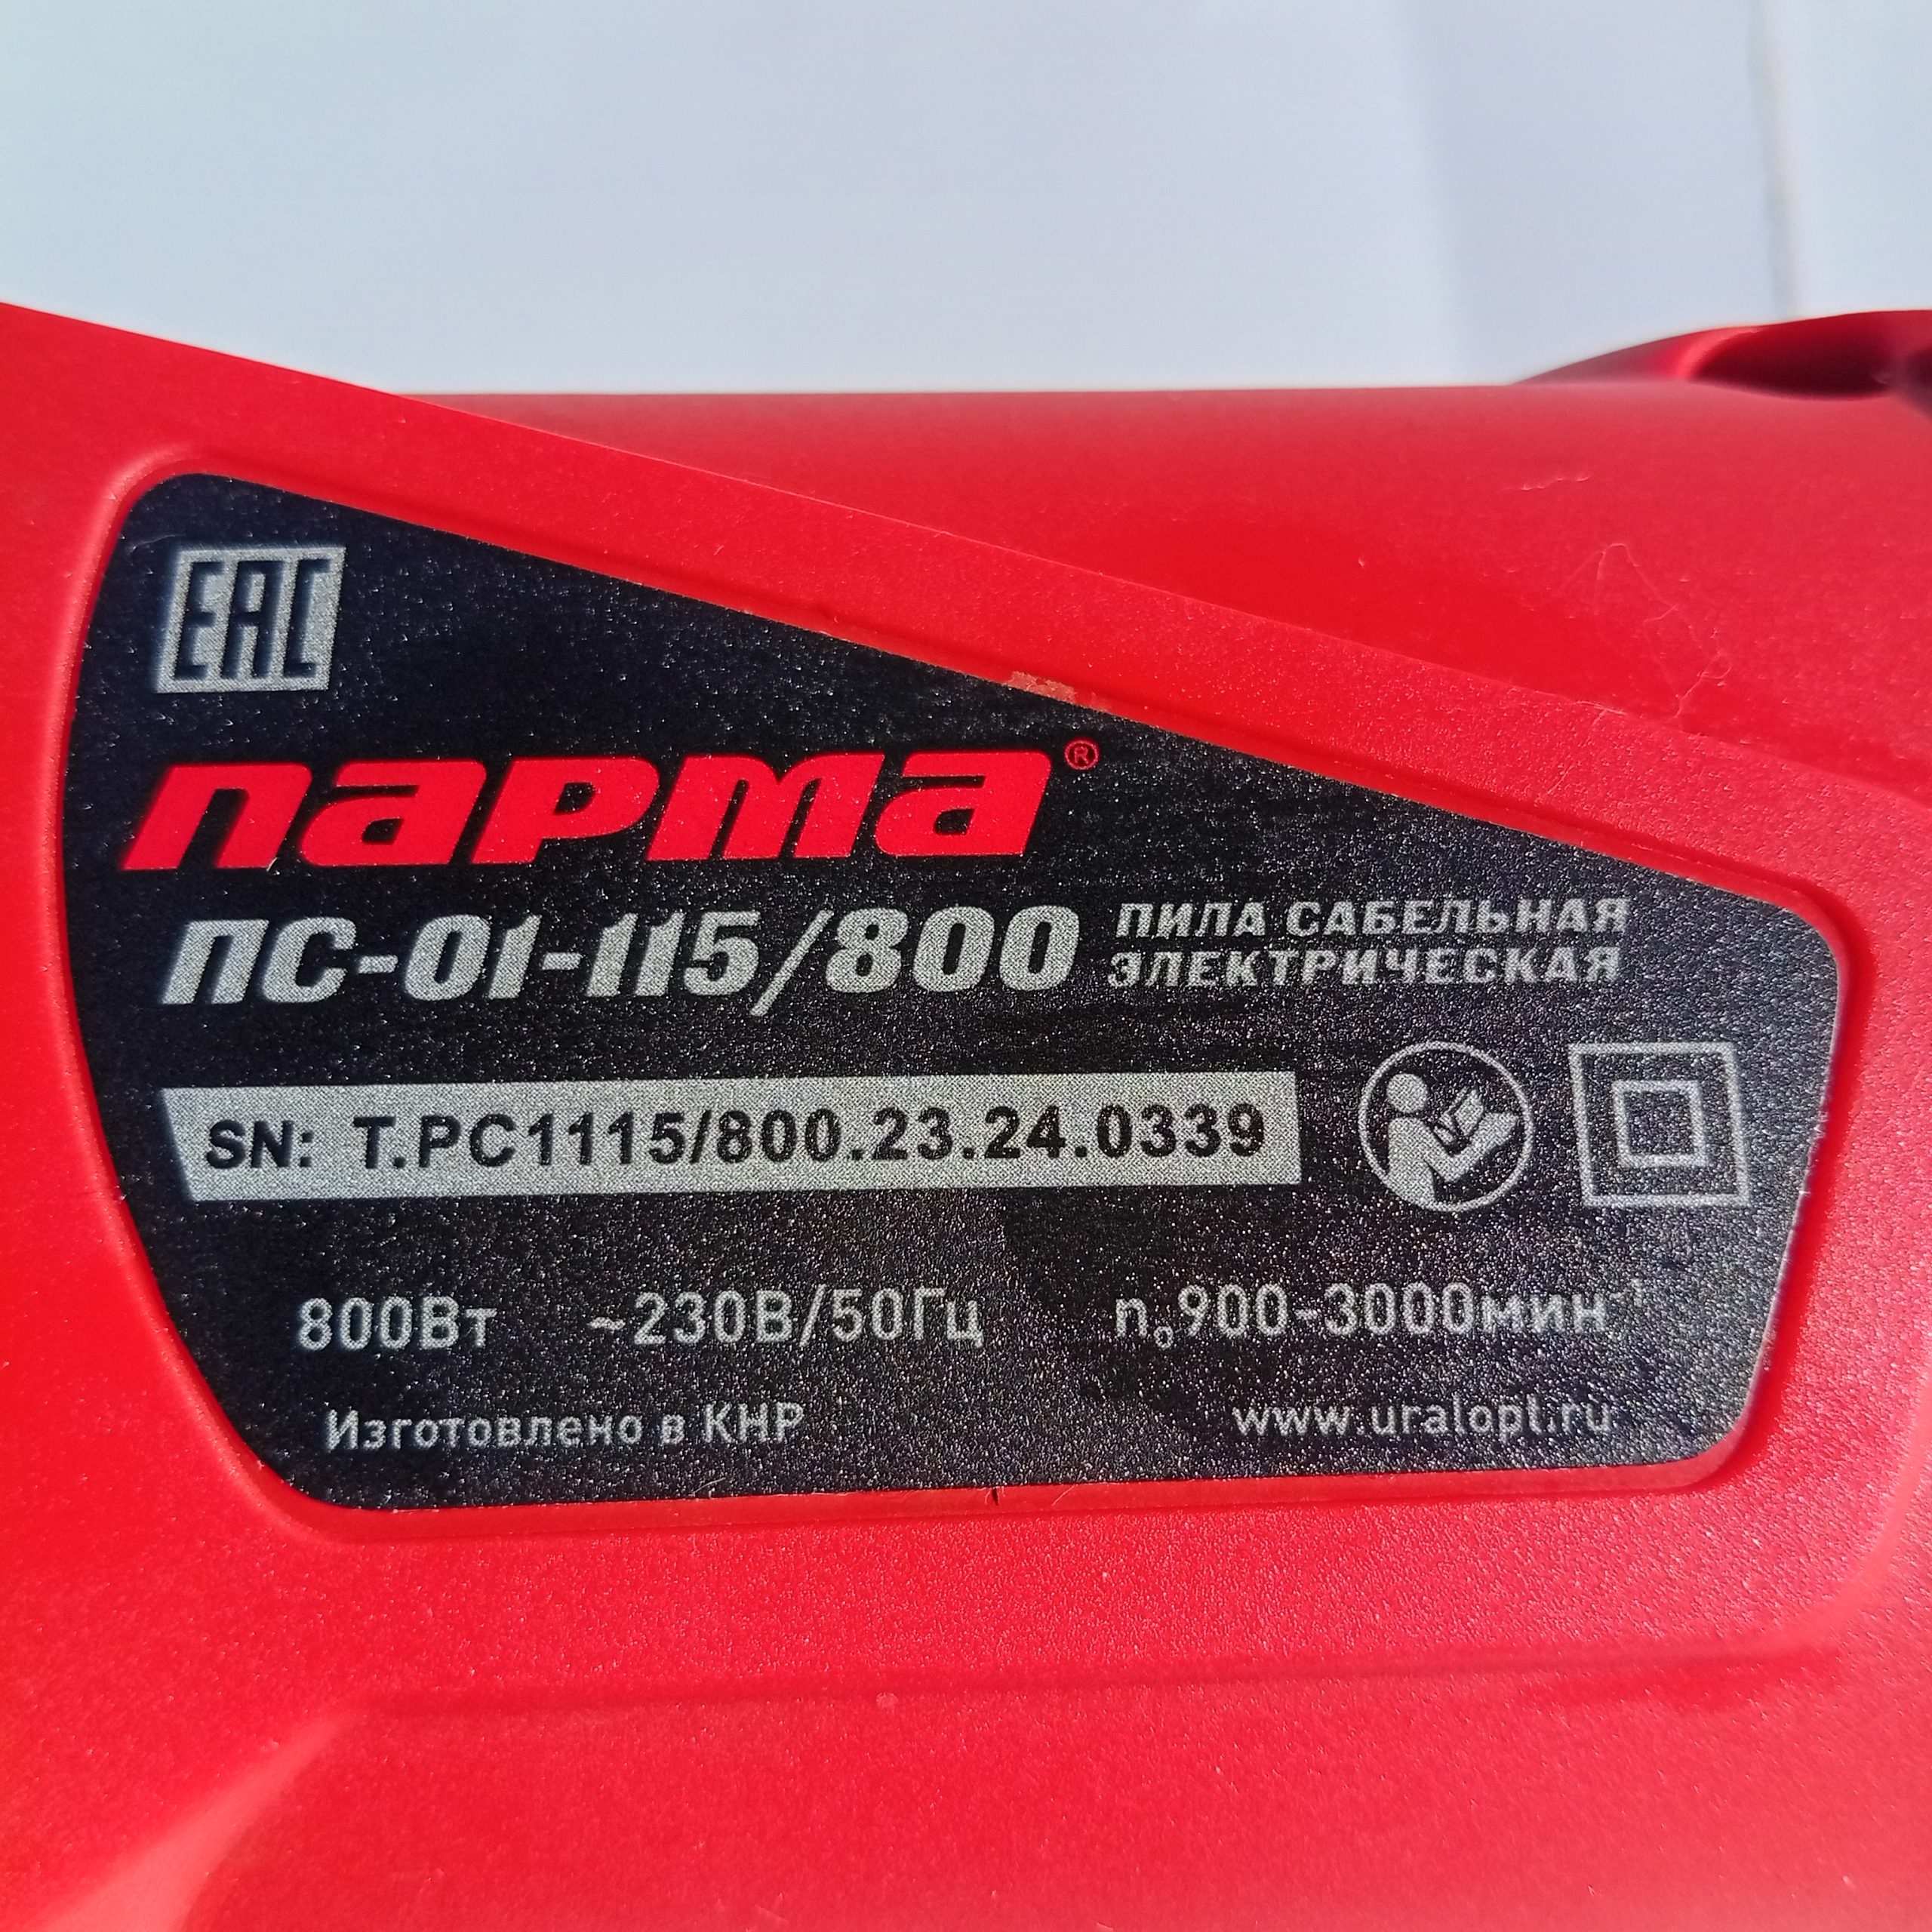 EAC
парма®
ПС-01-115/800
ПИЛА САБЕЛЬНАЯ
ЭЛЕКТРИЧЕСКАЯ
SN: T.PC1115/800.23.24.0339
800Вт ~230В/50Гц n₀900-3000мин⁻¹
Изготовлено в КНР www.uralopl.ru